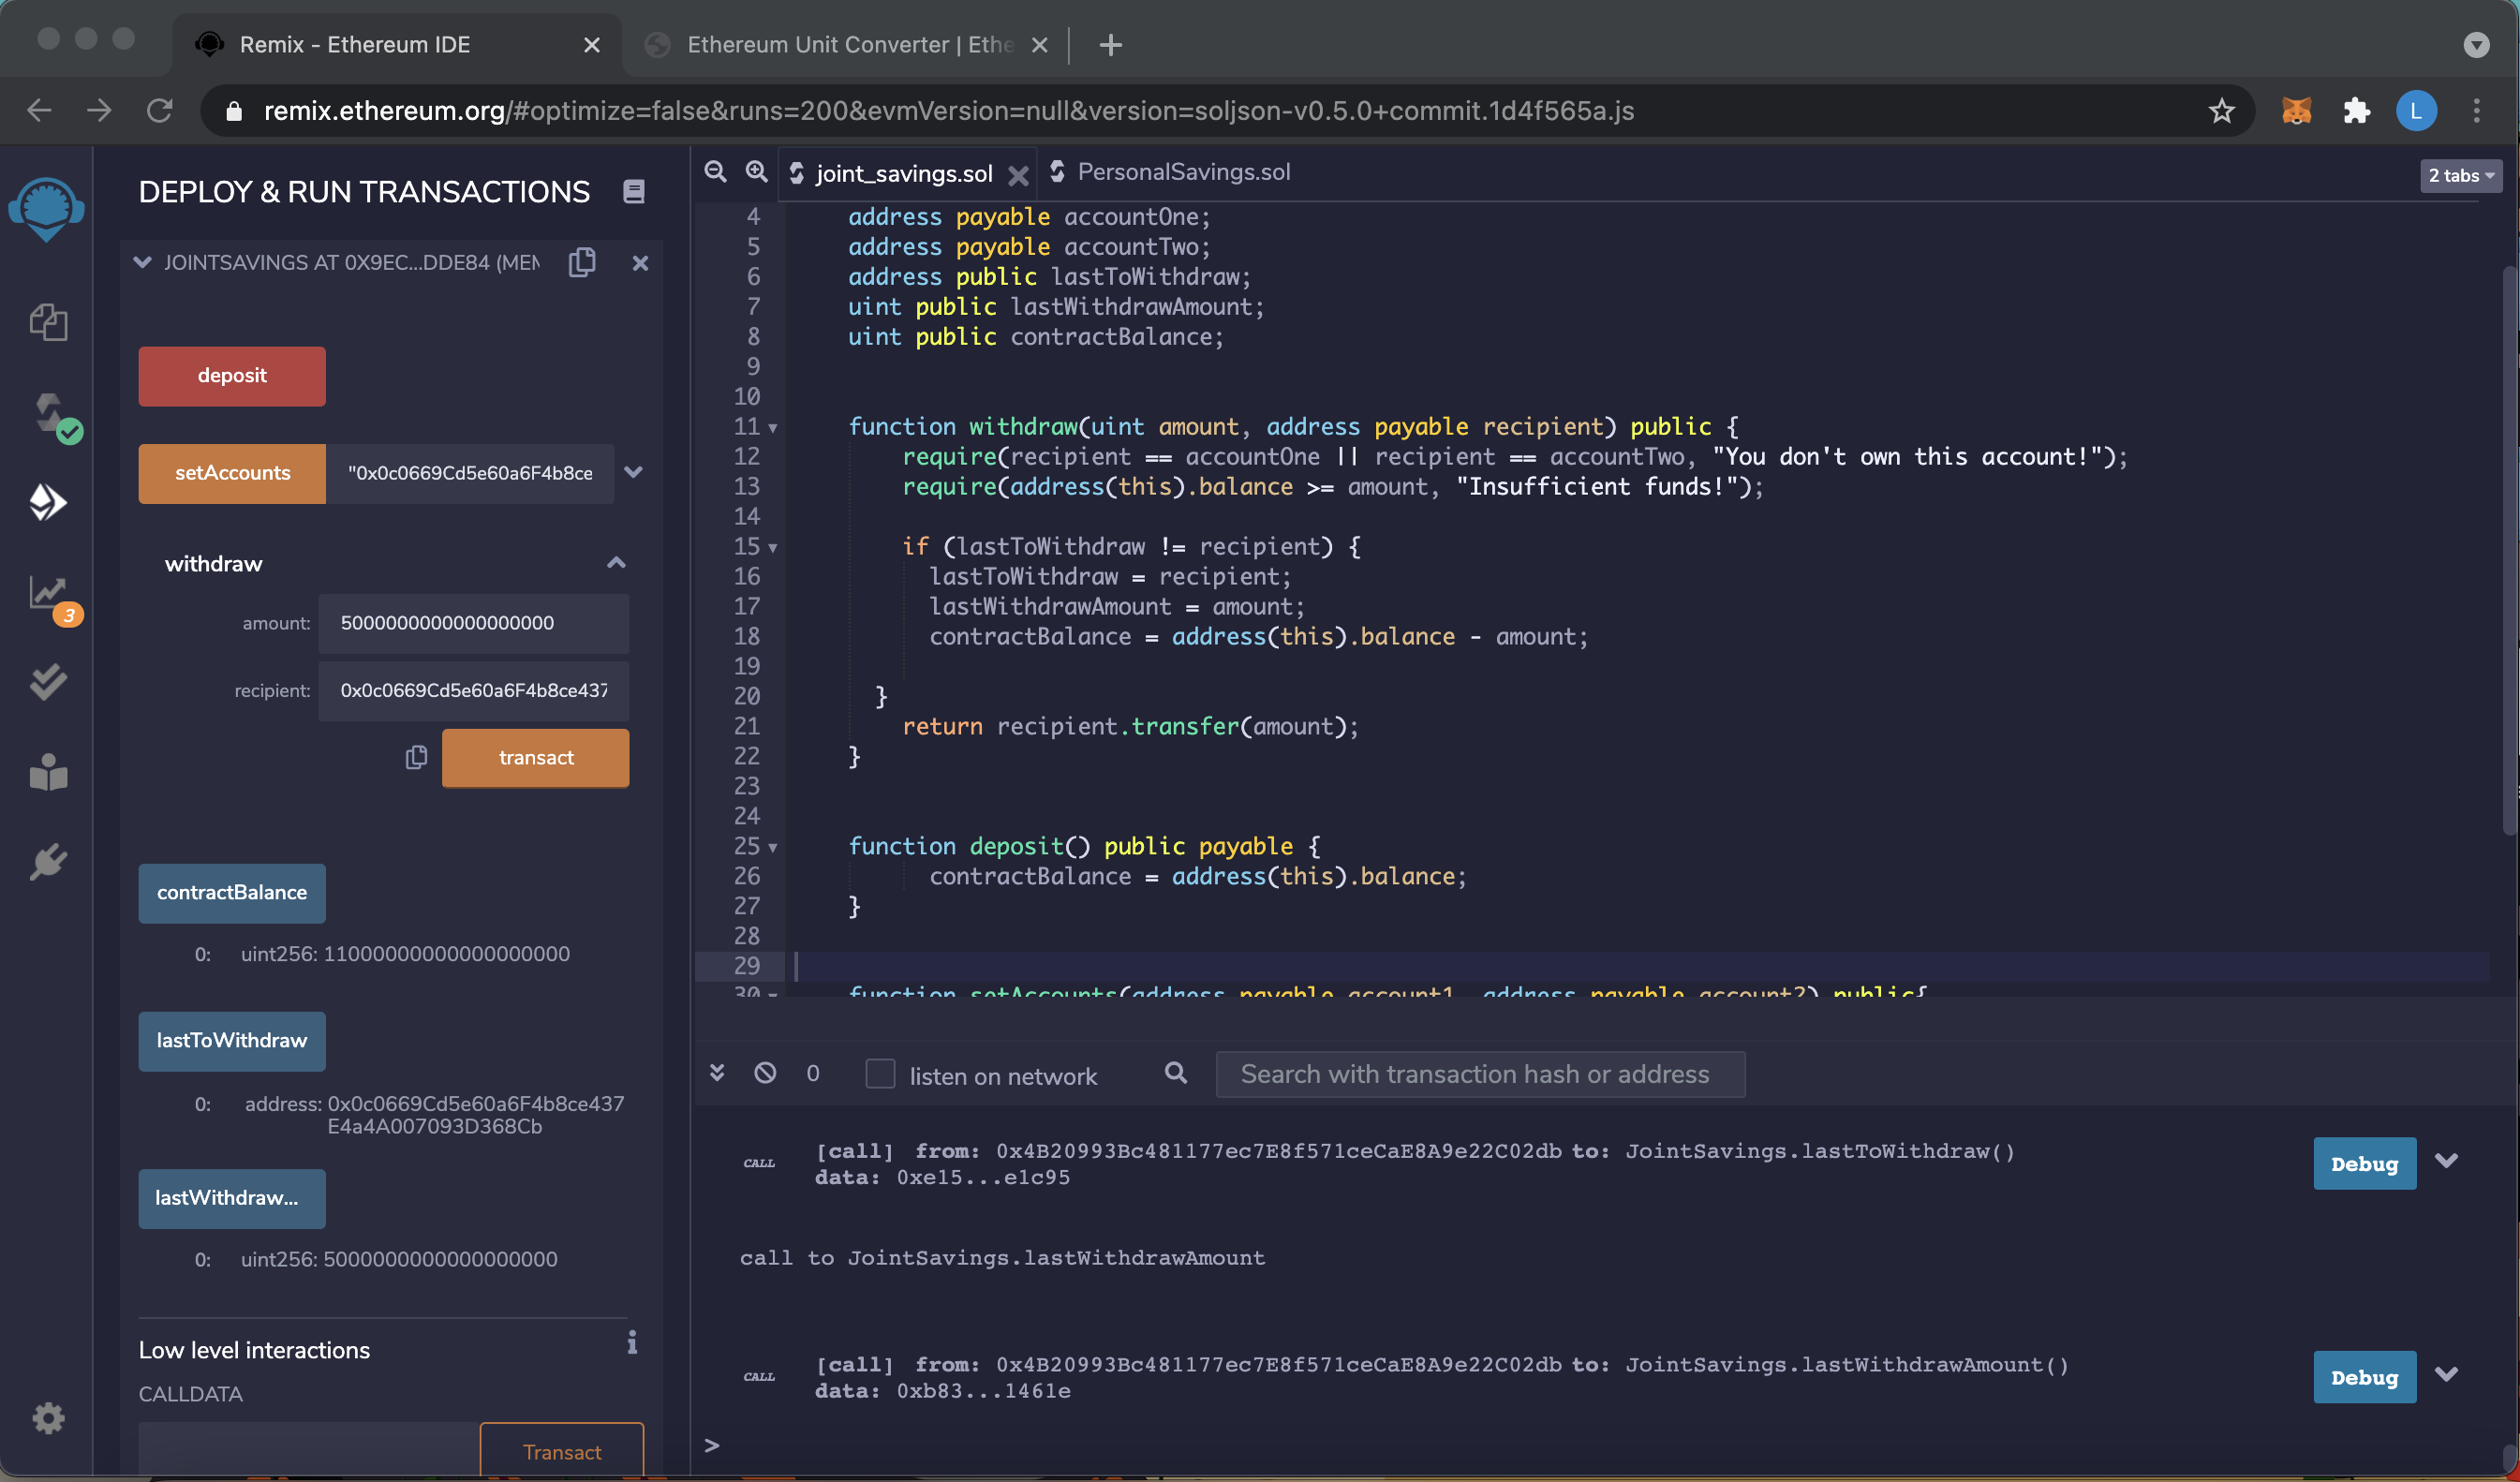 Remix - Ethereum IDE
Ethereum Unit Converter | Ethe
remix.ethereum.org/#optimize=false&runs=200&evmVersion=null&version=soljson-v0.5.0+commit.1d4f565a.js
L
DEPLOY & RUN TRANSACTIONS
JOINTSAVINGS AT 0X9EC...DDE84 (MEM
deposit
setAccounts
"0x0c0669Cd5e60a6F4b8ce
withdraw
amount:
5000000000000000000
recipient:
0x0c0669Cd5e60a6F4b8ce437
transact
3
contractBalance
0: uint256: 11000000000000000000
lastToWithdraw
0: address: 0x0c0669Cd5e60a6F4b8ce437
E4a4A007093D368Cb
lastWithdraw...
0: uint256: 5000000000000000000
Low level interactions
CALLDATA
Transact
joint_savings.sol
PersonalSavings.sol
2 tabs
4 address payable accountOne;
5 address payable accountTwo;
6 address public lastToWithdraw;
7 uint public lastWithdrawAmount;
8 uint public contractBalance;
9
10
11 function withdraw(uint amount, address payable recipient) public {
12 require(recipient == accountOne || recipient == accountTwo, "You don't own this account!");
13 require(address(this).balance >= amount, "Insufficient funds!");
14
15 if (lastToWithdraw != recipient) {
16 lastToWithdraw = recipient;
17 lastWithdrawAmount = amount;
18 contractBalance = address(this).balance - amount;
19
20 }
21 return recipient.transfer(amount);
22 }
23
24
25 function deposit() public payable {
26 contractBalance = address(this).balance;
27 }
28
29
30 function setAccounts(address payable account1, address payable account2) public{
0
listen on network
Search with transaction hash or address
CALL [call] from: 0x4B20993Bc481177ec7E8f571ceCaE8A9e22C02db to: JointSavings.lastToWithdraw()
data: 0xe15...e1c95
Debug
call to JointSavings.lastWithdrawAmount
CALL [call] from: 0x4B20993Bc481177ec7E8f571ceCaE8A9e22C02db to: JointSavings.lastWithdrawAmount()
data: 0xb83...1461e
Debug
>